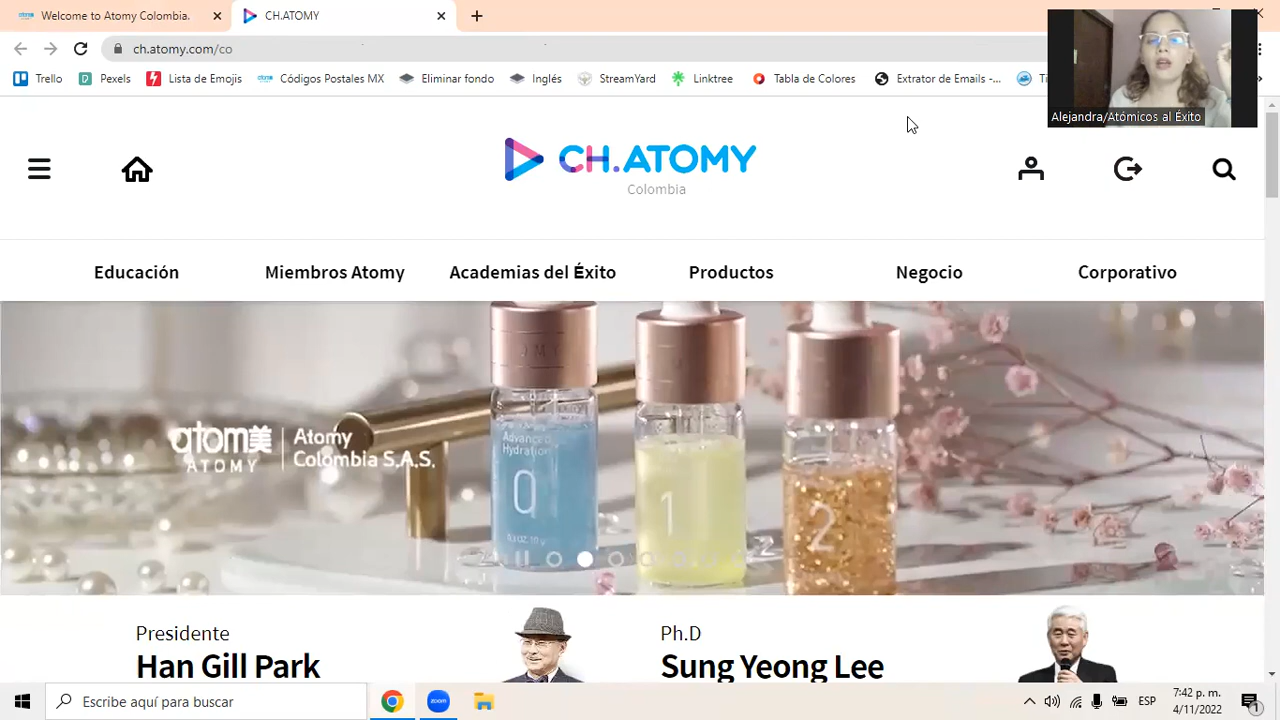 Welcome to Atomy Colombia.
CH.ATOMY
ch.atomy.com/co
Trello
Pexels
Lista de Emojis
Códigos Postales MX
Eliminar fondo
Inglés
StreamYard
Linktree
Tabla de Colores
Extrator de Emails -...
Alejandra/Atómicos al Éxito
CH.ATOMY
Colombia
Educación
Miembros Atomy
Academias del Éxito
Productos
Negocio
Corporativo
atom美
ATOMY
Atomy
Colombia S.A.S.
Advanced
Hydration
0
1
2
Presidente
Han Gill Park
Ph.D
Sung Yeong Lee
Escribe aquí para buscar
zoom
ESP
7:42 p. m.
4/11/2022
1